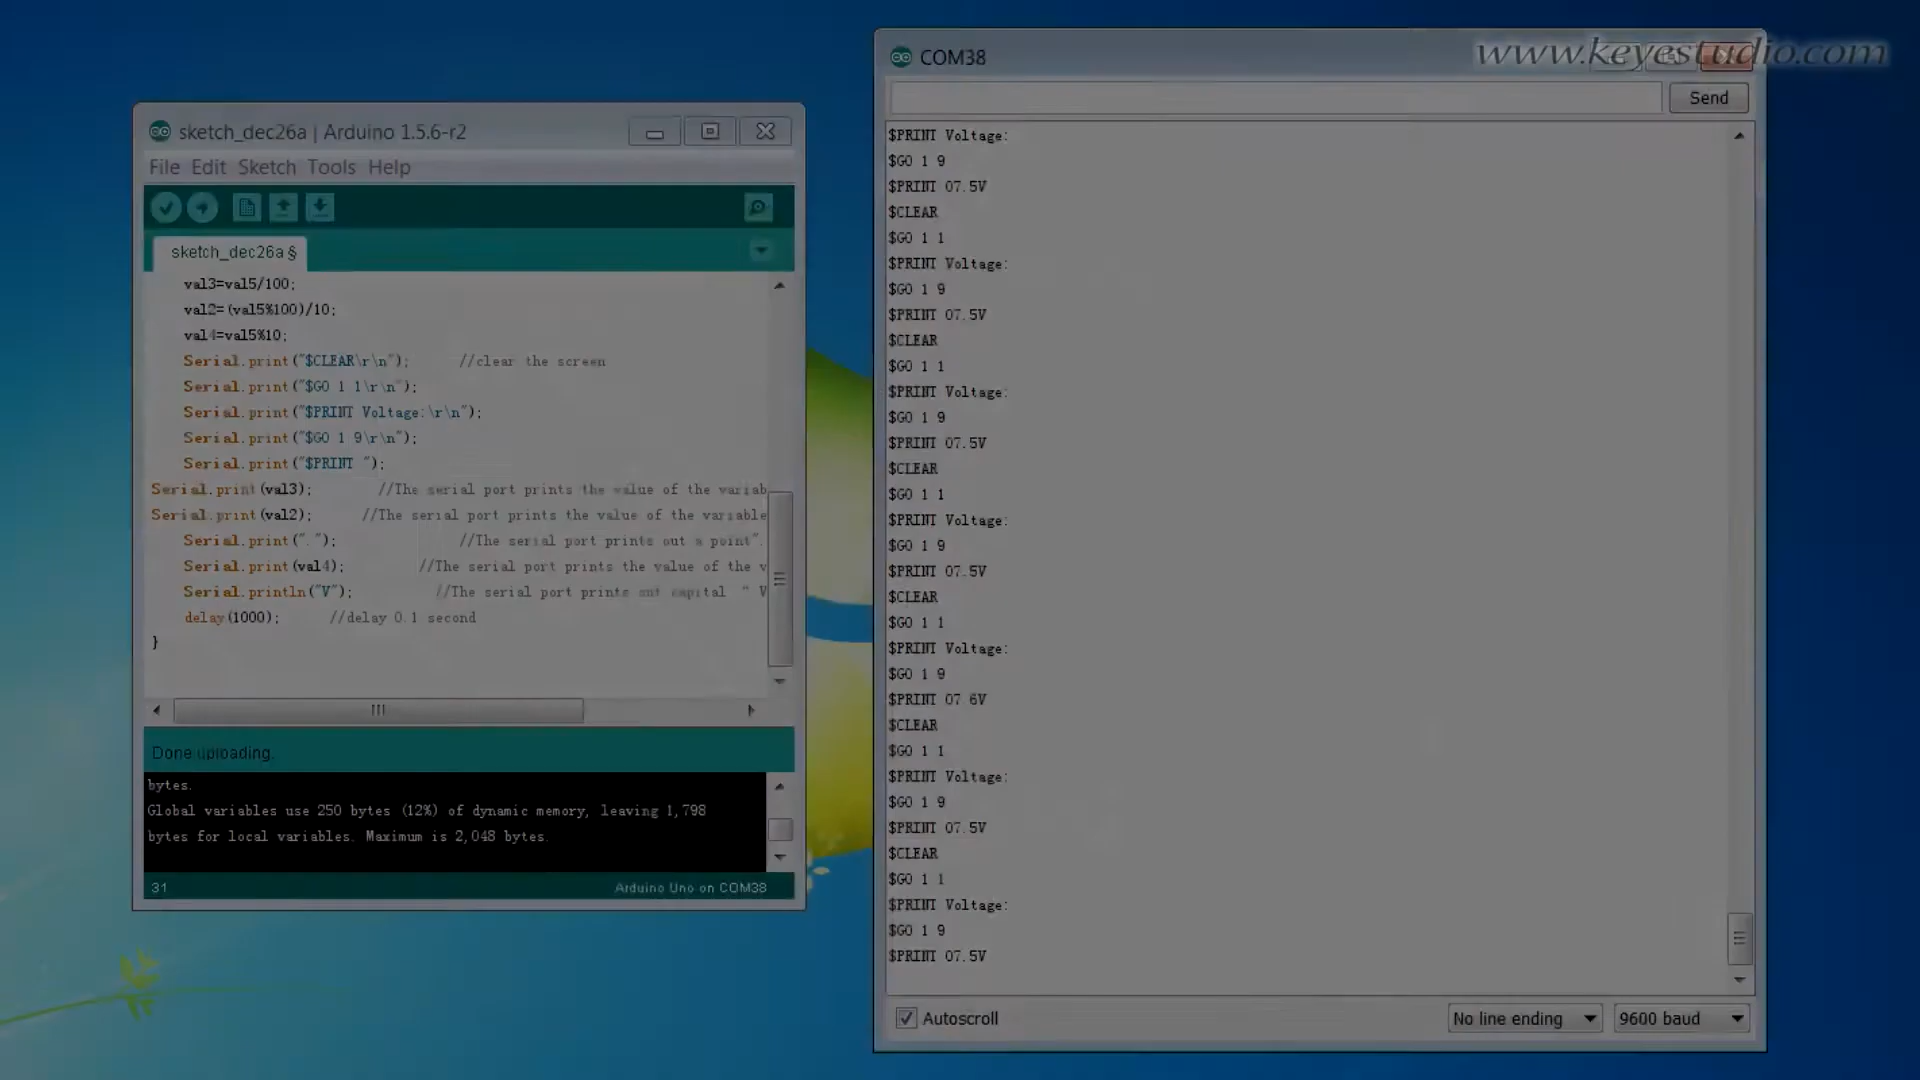 www.keyestudio.com
sketch_dec26a | Arduino 1.5.6-r2
File Edit Sketch Tools Help
sketch_dec26a §
val3=val5/100;
val2=(val5%100)/10;
val4=val5%10;
Serial.print("$CLEAR\r\n"); //clear the screen
Serial.print("$GO 1 1\r\n");
Serial.print("$PRINT Voltage:\r\n");
Serial.print("$GO 1 9\r\n");
Serial.print("$PRINT ");
Serial.print(val3); //The serial port prints the value of the variab
Serial.print(val2); //The serial port prints the value of the variable
Serial.print("."); //The serial port prints out a point".
Serial.print(val4); //The serial port prints the value of the v
Serial.println("V"); //The serial port prints out capital " V
delay(1000); //delay 0.1 second
}
Done uploading.
bytes.
Global variables use 250 bytes (12%) of dynamic memory, leaving 1,798
bytes for local variables. Maximum is 2,048 bytes.
31 Arduino Uno on COM38
COM38
Send
$PRINT Voltage:
$GO 1 9
$PRINT 07.5V
$CLEAR
$GO 1 1
$PRINT Voltage:
$GO 1 9
$PRINT 07.5V
$CLEAR
$GO 1 1
$PRINT Voltage:
$GO 1 9
$PRINT 07.5V
$CLEAR
$GO 1 1
$PRINT Voltage:
$GO 1 9
$PRINT 07.5V
$CLEAR
$GO 1 1
$PRINT Voltage:
$GO 1 9
$PRINT 07.6V
$CLEAR
$GO 1 1
$PRINT Voltage:
$GO 1 9
$PRINT 07.5V
$CLEAR
$GO 1 1
$PRINT Voltage:
$GO 1 9
$PRINT 07.5V
Autoscroll No line ending 9600 baud